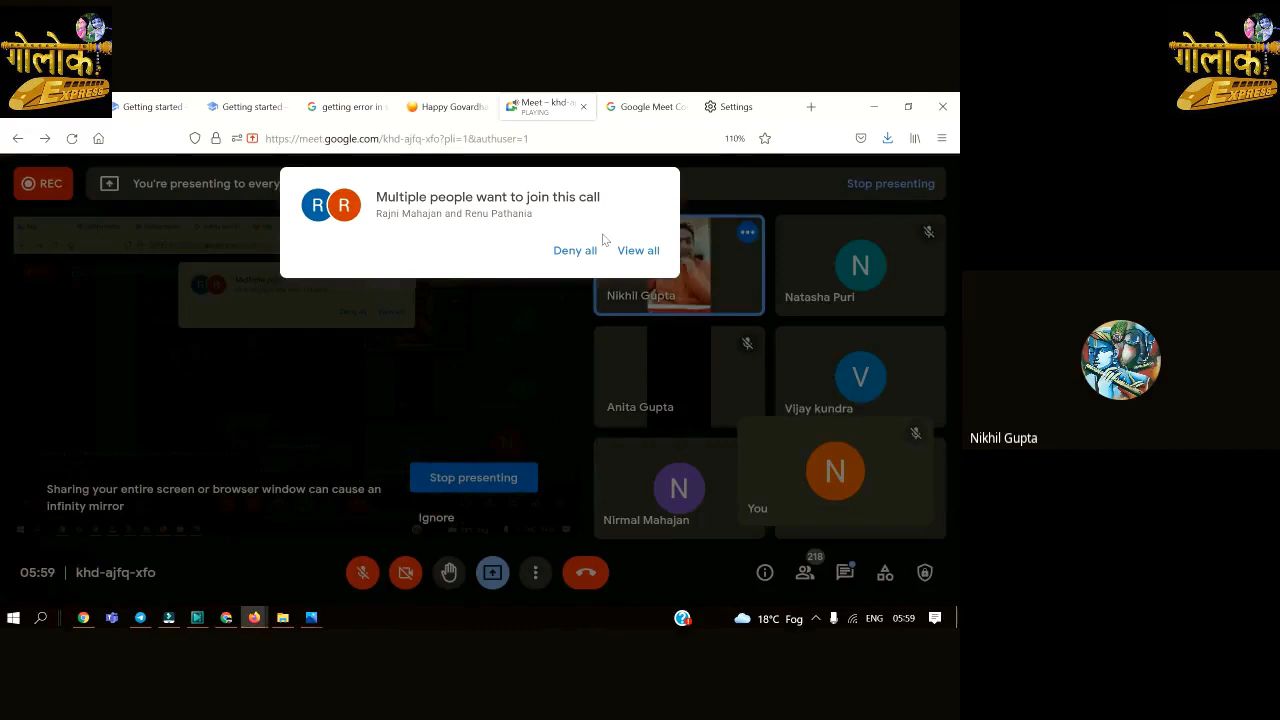 गोलोक
EXPRESS
गोलोक
EXPRESS
Getting started -
Getting started -
getting error in s
Happy Govardha
Meet – khd-aj
PLAYING
Google Meet Co
Settings
https://meet.google.com/khd-ajfq-xfo?pli=1&authuser=1
110%
REC
You're presenting to every
Stop presenting
R
R
Multiple people want to join this call
Rajni Mahajan and Renu Pathania
Deny all
View all
Nikhil Gupta
N
Natasha Puri
Anita Gupta
V
Vijay kundra
Sharing your entire screen or browser window can cause an
infinity mirror
Stop presenting
Ignore
N
Nirmal Mahajan
N
You
Nikhil Gupta
05:59 | khd-ajfq-xfo
218
18°C Fog
ENG
05:59